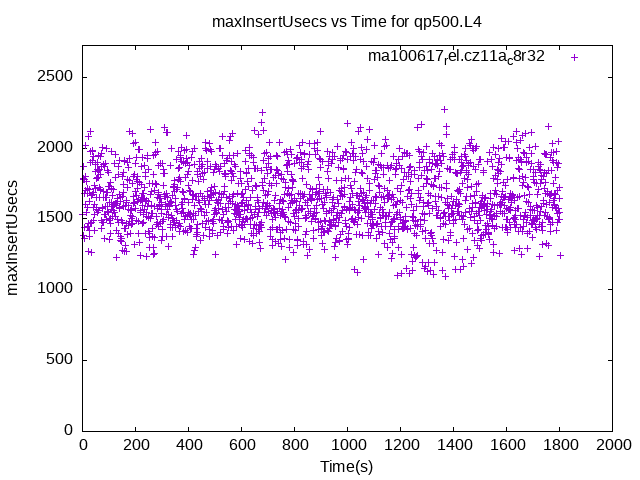 maxInsertUsecs vs Time for qp500.L4
ma100617rel.cz11ac8r32
maxInsertUsecs
2500
2000
1500
1000
500
0
0 200 400 600 800 1000 1200 1400 1600 1800 2000
Time(s)